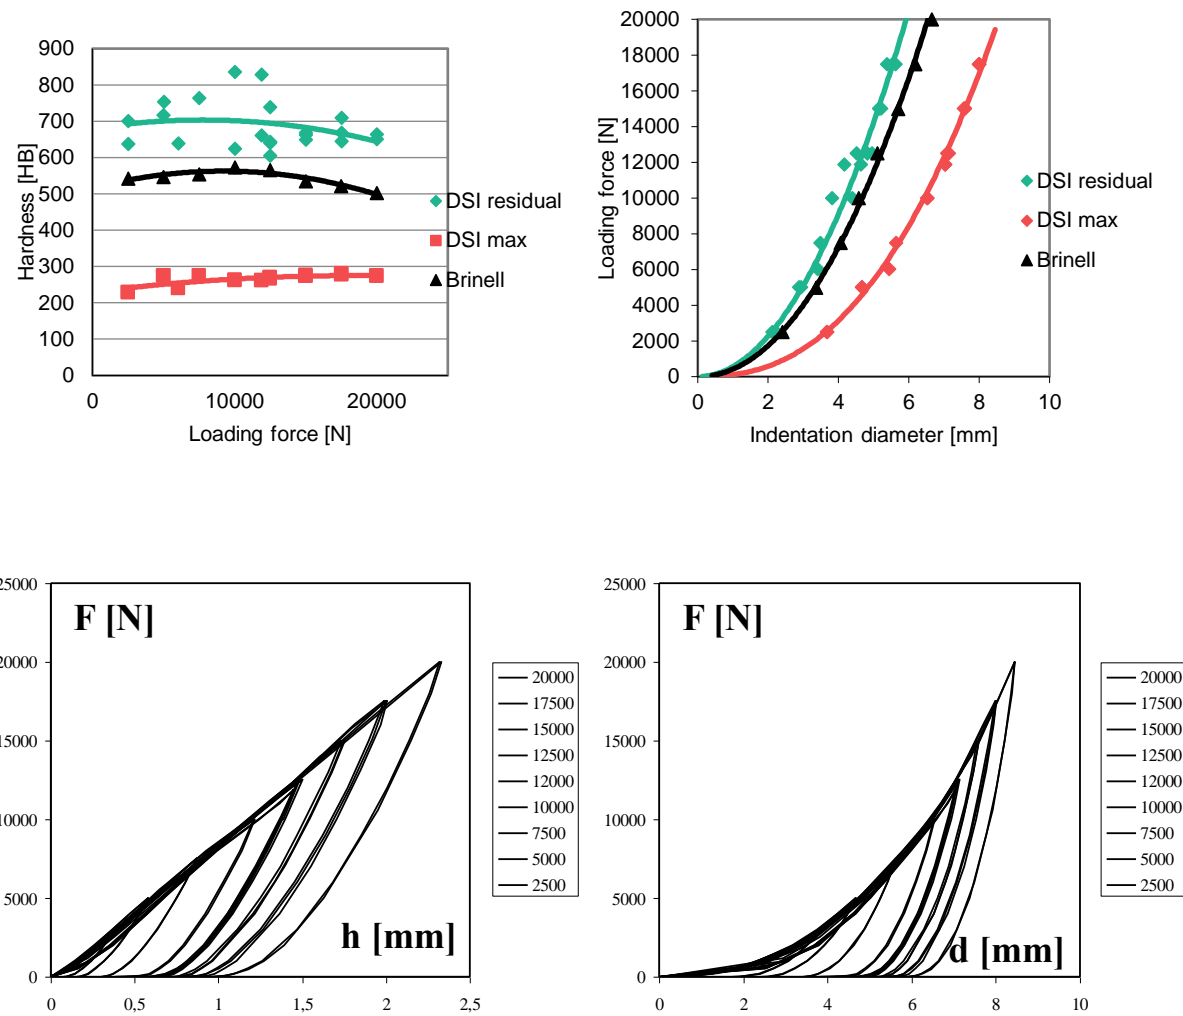 900
800
700
600
500
400
300
200
100
0
0 10000 20000
Hardness [HB]
Loading force [N]
DSI residual
DSI max
Brinell
20000
18000
16000
14000
12000
10000
8000
6000
4000
2000
0
0 2 4 6 8 10
Loading force [N]
Indentation diameter [mm]
DSI residual
DSI max
Brinell
25000
20000
15000
10000
5000
0
0 0,5 1 1,5 2 2,5
F [N]
h [mm]
20000
17500
15000
12500
12000
10000
7500
5000
2500
25000
20000
15000
10000
5000
0
0 2 4 6 8 10
F [N]
d [mm]
20000
17500
15000
12500
12000
10000
7500
5000
2500